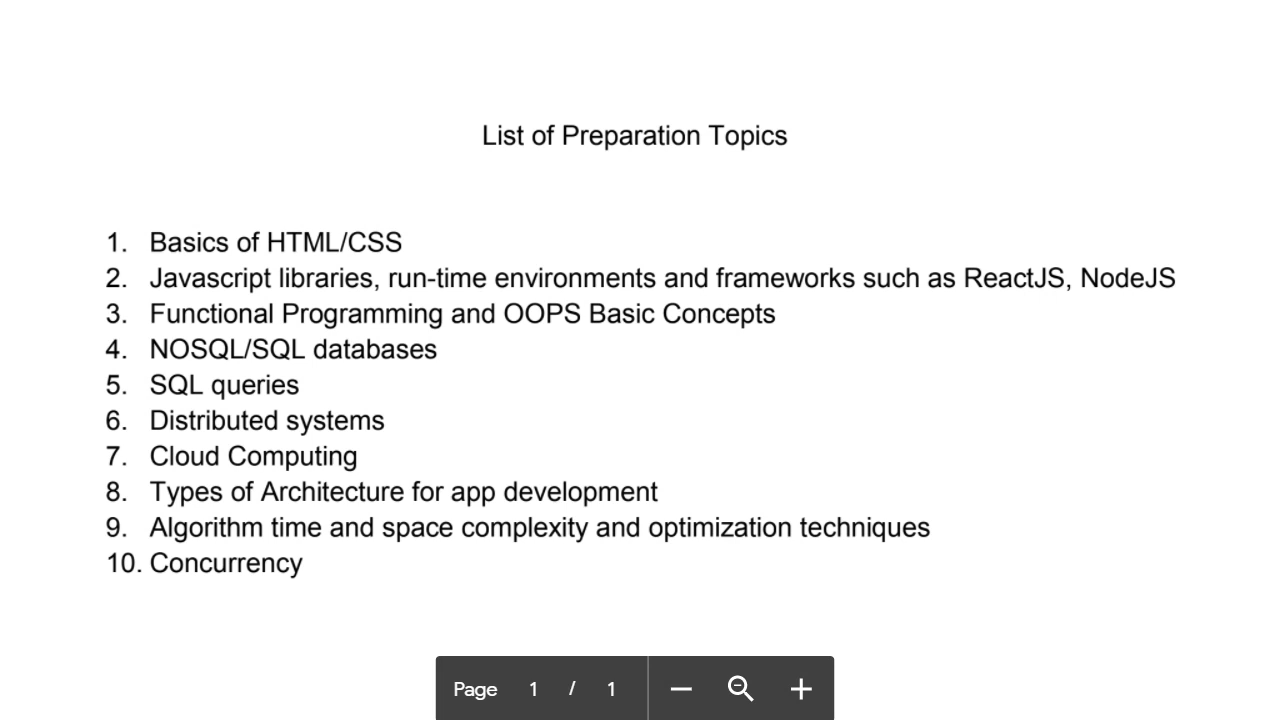 List of Preparation Topics
1. Basics of HTML/CSS
2. Javascript libraries, run-time environments and frameworks such as ReactJS, NodeJS
3. Functional Programming and OOPS Basic Concepts
4. NOSQL/SQL databases
5. SQL queries
6. Distributed systems
7. Cloud Computing
8. Types of Architecture for app development
9. Algorithm time and space complexity and optimization techniques
10. Concurrency
Page 1 / 1